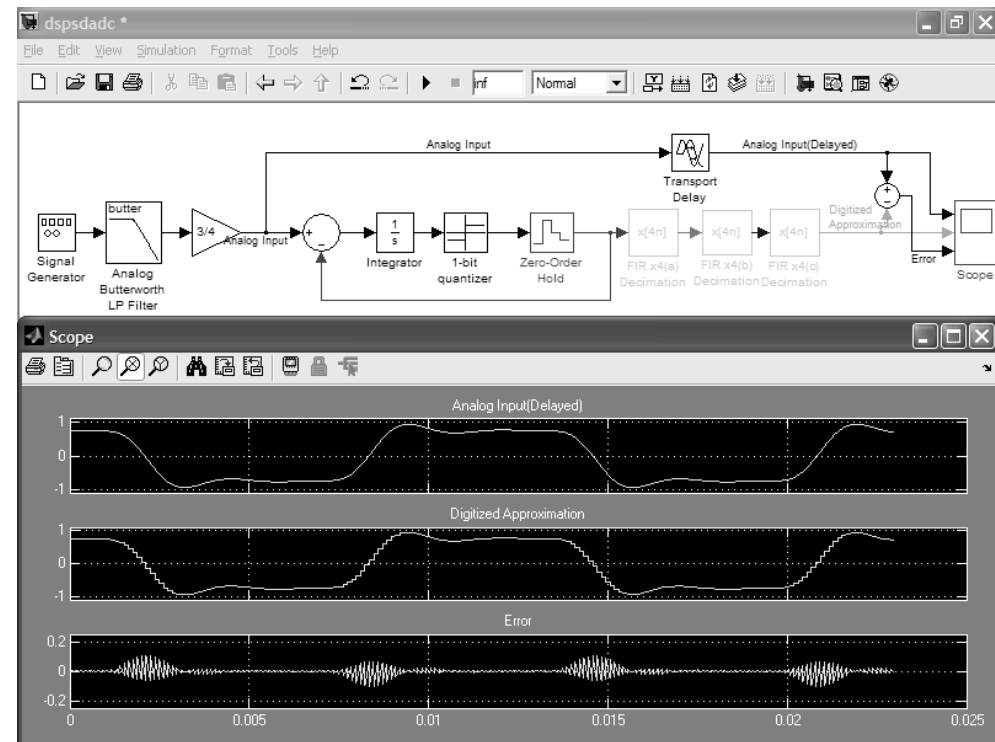 dspsdadc *
File Edit View Simulation Format Tools Help
inf Normal
Analog Input
Analog Input(Delayed)
Transport
Delay
butter
3/4
Analog Input
+
−
1
s
x[4n]
x[4n]
x[4n]
Digitized
Approximation
+
−
Error
Signal
Generator
Analog
Butterworth
LP Filter
Integrator
1-bit
quantizer
Zero-Order
Hold
FIR x4(a)
Decimation
FIR x4(b)
Decimation
FIR x4(c)
Decimation
Scope
Scope
Analog Input(Delayed)
1
0
-1
Digitized Approximation
1
0
-1
Error
0.2
0
-0.2
0 0.005 0.01 0.015 0.02 0.025